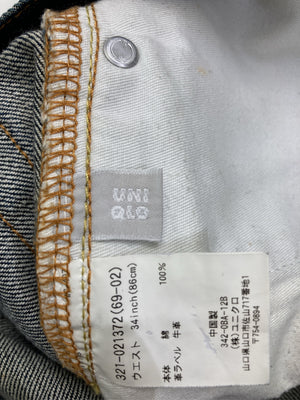 UNI
QLO
321-021372(69-02)
ウエスト 34inch(86cm)
本体 綿 100%
革ラベル 牛革
中国製
342-08A-12B
(株)ユニクロ
山口県山口市佐山717番地1
〒754-0894